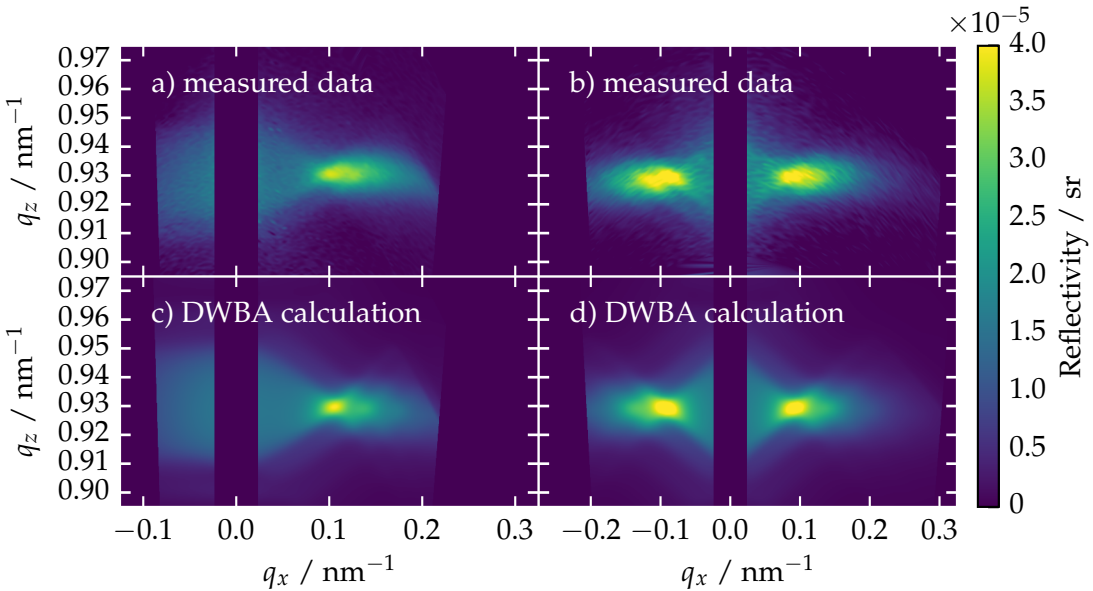 ×10⁻⁵
a) measured data
b) measured data
0.97
0.96
0.95
0.94
0.93
0.92
0.91
0.90
q_z / nm⁻¹
c) DWBA calculation
d) DWBA calculation
0.97
0.96
0.95
0.94
0.93
0.92
0.91
0.90
q_z / nm⁻¹
−0.1 0.0 0.1 0.2 0.3
q_x / nm⁻¹
−0.2 −0.1 0.0 0.1 0.2 0.3
q_x / nm⁻¹
4.0
3.5
3.0
2.5
2.0
1.5
1.0
0.5
0
Reflectivity / sr